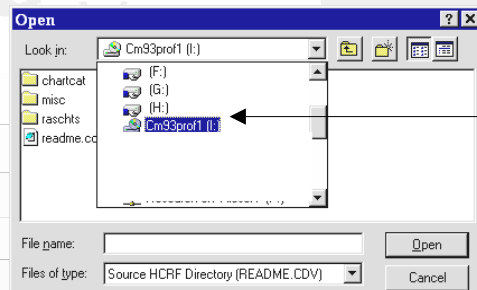 Open
Look in: Cm93prof1 (I:)
chartcat
misc
raschts
readme.cd
(F:)
(G:)
(H:)
Cm93prof1 (I:)
File name:
Open
Files of type: Source HCRF Directory (README.CDV)
Cancel